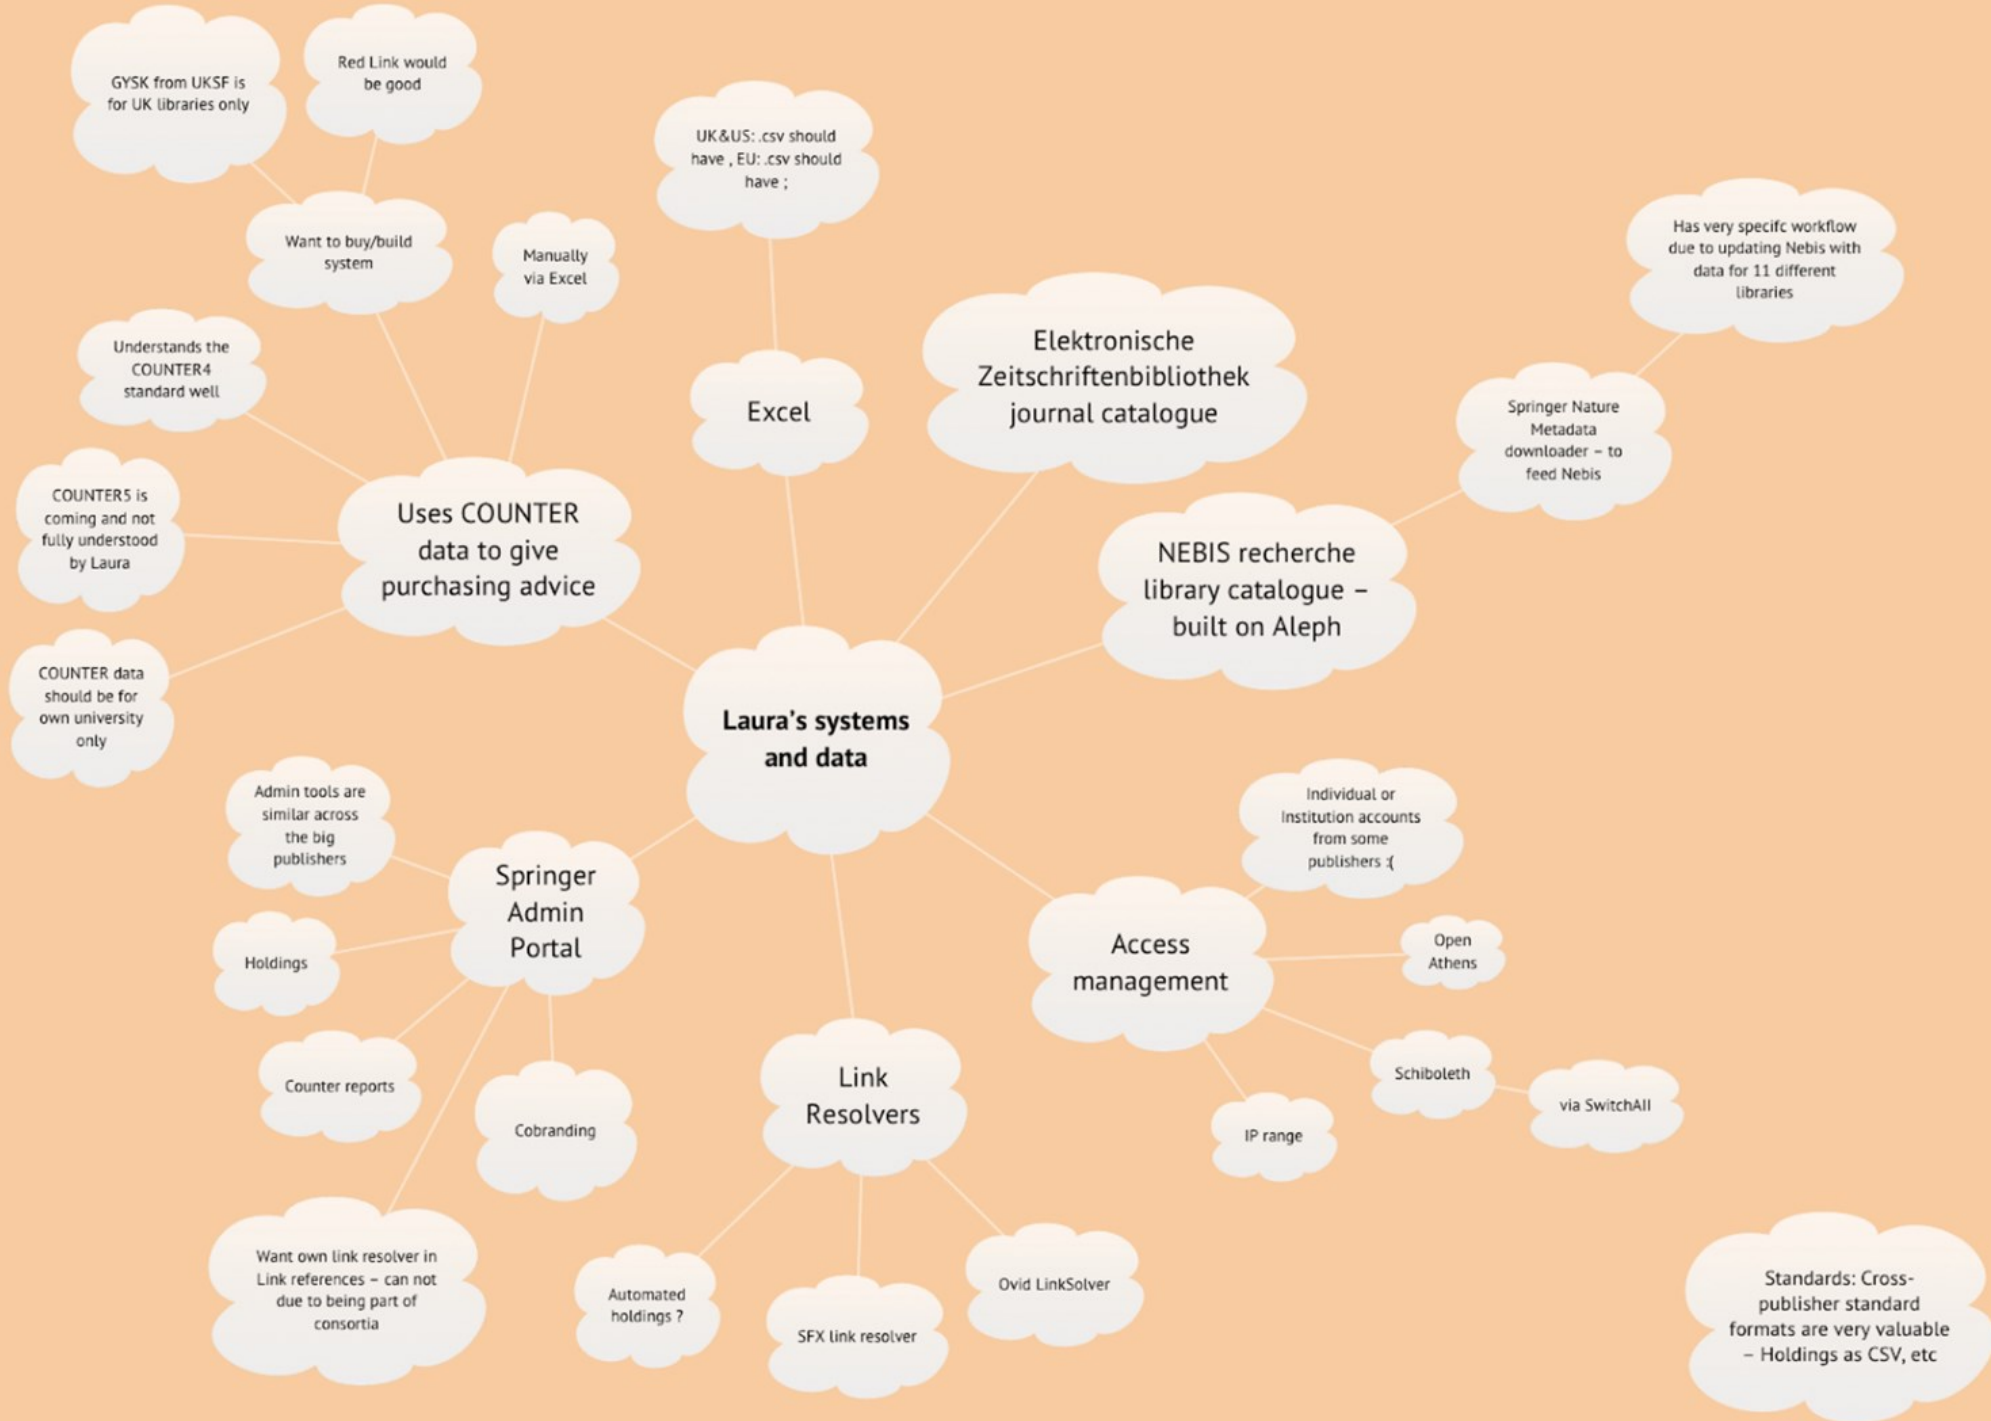 GYSK from UKSF is
for UK libraries only
Red Link would
be good
Want to buy/build
system
Manually
via Excel
Understands the
COUNTER4
standard well
COUNTER5 is
coming and not
fully understood
by Laura
COUNTER data
should be for
own university
only
Uses COUNTER
data to give
purchasing advice
UK&US: .csv should
have , EU: .csv should
have ;
Excel
Elektronische
Zeitschriftenbibliothek
journal catalogue
Has very specifc workflow
due to updating Nebis with
data for 11 different
libraries
Springer Nature
Metadata
downloader – to
feed Nebis
NEBIS recherche
library catalogue –
built on Aleph
Laura's systems
and data
Admin tools are
similar across
the big
publishers
Springer
Admin
Portal
Holdings
Counter reports
Cobranding
Want own link resolver in
Link references – can not
due to being part of
consortia
Link
Resolvers
Automated
holdings ?
SFX link resolver
Ovid LinkSolver
Access
management
Individual or
Institution accounts
from some
publishers :(
Open
Athens
Schiboleth
via SwitchAII
IP range
Standards: Cross-
publisher standard
formats are very valuable
– Holdings as CSV, etc